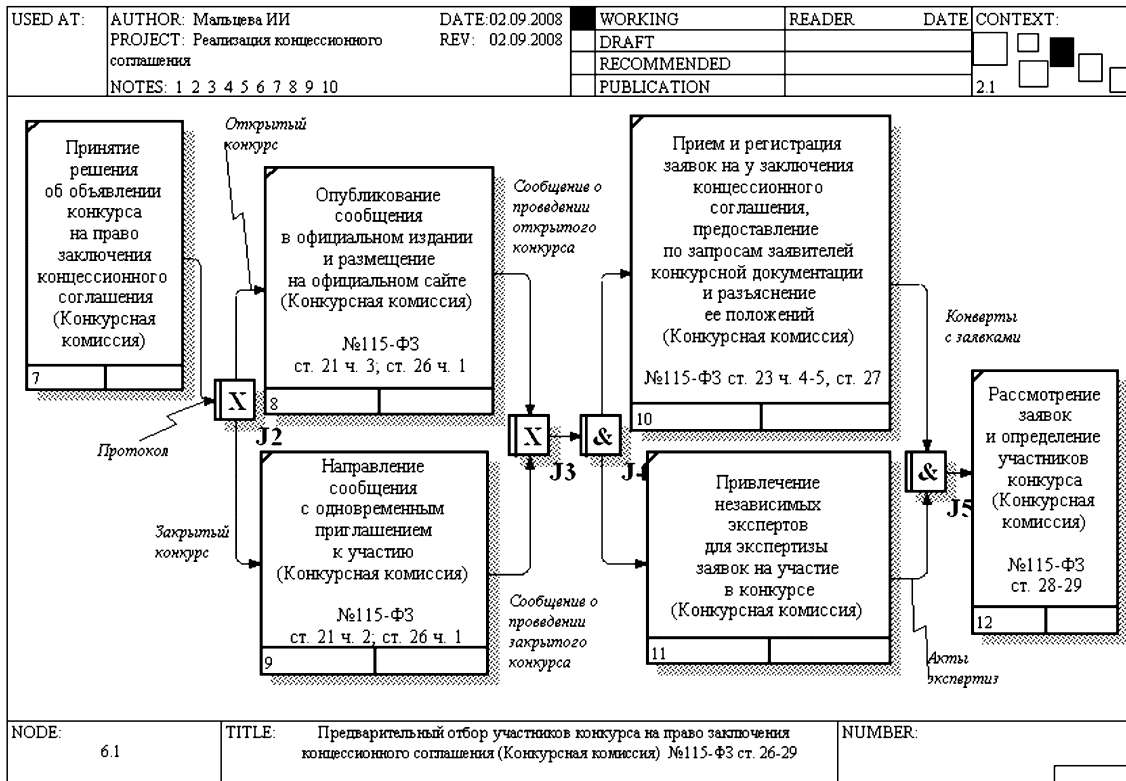 USED AT:
AUTHOR: Мальцева ИИ
DATE:02.09.2008
PROJECT: Реализация концессионного
соглашения
REV: 02.09.2008
NOTES: 1 2 3 4 5 6 7 8 9 10
WORKING
DRAFT
RECOMMENDED
PUBLICATION
READER
DATE
CONTEXT:
2.1
Принятие
решения
об объявлении
конкурса
на право
заключения
концессионного
соглашения
(Конкурсная
комиссия)
7
Открытый
конкурс
Протокол
X
J2
Закрытый
конкурс
Опубликование
сообщения
в официальном издании
и размещение
на официальном сайте
(Конкурсная комиссия)
№115-ФЗ
ст. 21 ч. 3; ст. 26 ч. 1
8
Направление
сообщения
с одновременным
приглашением
к участию
(Конкурсная комиссия)
№115-ФЗ
ст. 21 ч. 2; ст. 26 ч. 1
9
Сообщение о
проведении
открытого
конкурса
X
J3
Сообщение о
проведении
закрытого
конкурса
&
J4
Прием и регистрация
заявок на у заключения
концессионного
соглашения,
предоставление
по запросам заявителей
конкурсной документации
и разъяснение
ее положений
(Конкурсная комиссия)
№115-ФЗ ст. 23 ч. 4-5, ст. 27
10
Привлечение
независимых
экспертов
для экспертизы
заявок на участие
в конкурсе
(Конкурсная комиссия)
11
Конверты
с заявками
&
J5
Акты
экспертиз
Рассмотрение
заявок
и определение
участников
конкурса
(Конкурсная
комиссия)
№115-ФЗ
ст. 28-29
12
NODE:
6.1
TITLE:
Предварительный отбор участников конкурса на право заключения
концессионного соглашения (Конкурсная комиссия) №115-ФЗ ст. 26-29
NUMBER: